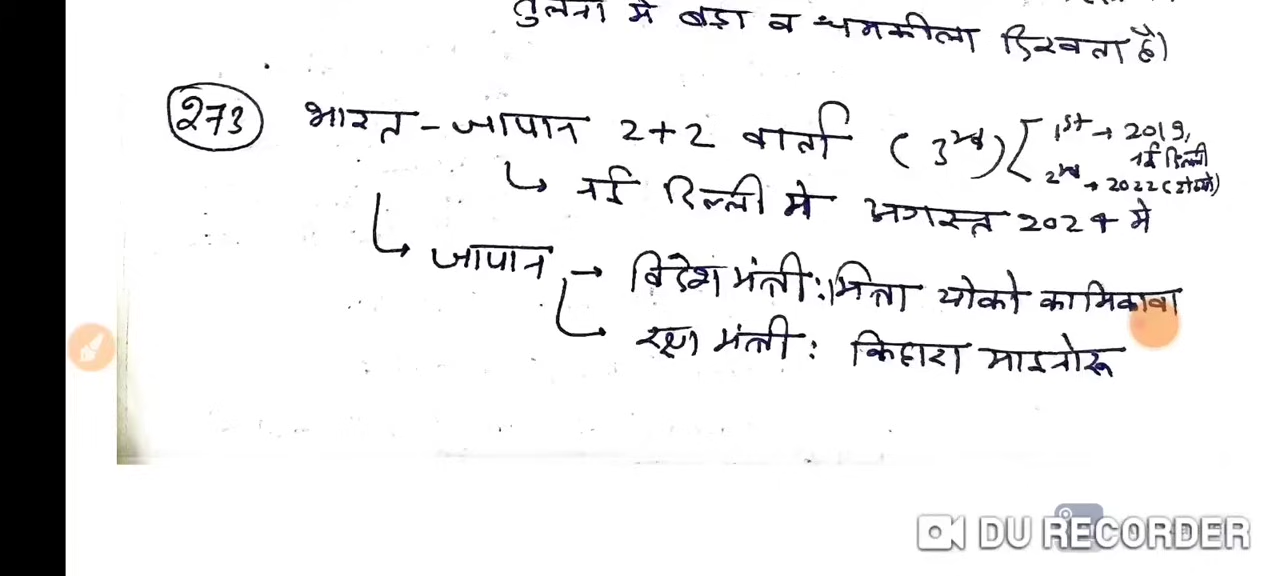 तुलना में बड़ा व चमकीला दिखता है।
273 भारत - जापान 2+2 वार्ता (3rd) [ 1st → 2019, नई दिल्ली
2nd → 2022 (टोक्यो)
↳ नई दिल्ली में अगस्त 2024 में
↳ जापान → विदेश मंत्री : मिता योको कामिकावा
↳ रक्षा मंत्री : किहारा माइनोरू
DU RECORDER